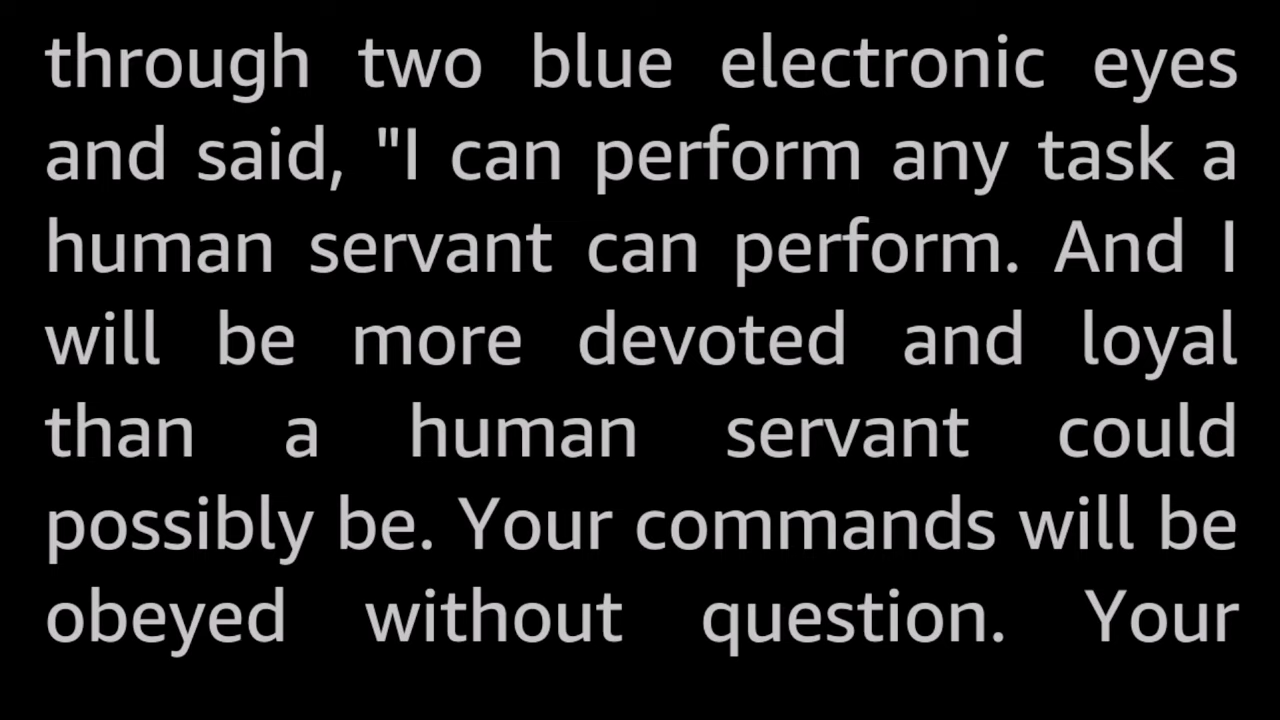 through two blue electronic eyes
and said, "I can perform any task a
human servant can perform. And I
will be more devoted and loyal
than a human servant could
possibly be. Your commands will be
obeyed without question. Your